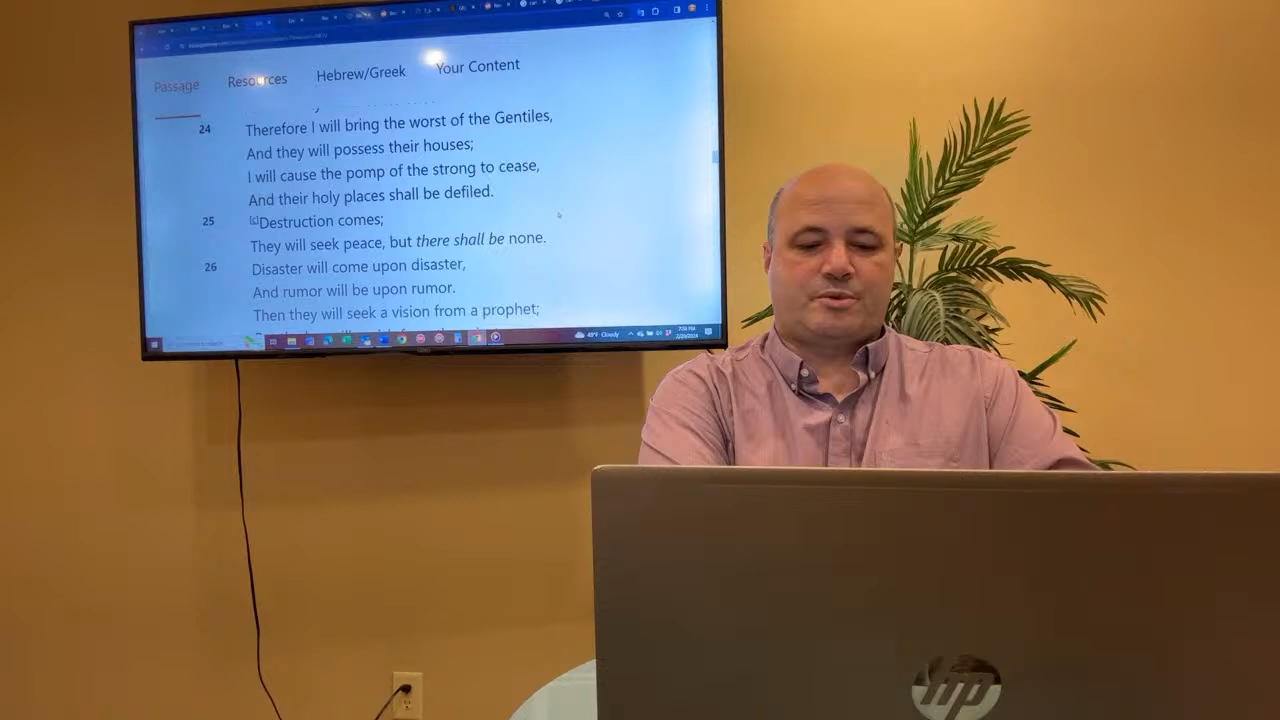 Passage Resources Hebrew/Greek Your Content
24 Therefore I will bring the worst of the Gentiles,
And they will possess their houses;
I will cause the pomp of the strong to cease,
And their holy places shall be defiled.
25 [c]Destruction comes;
They will seek peace, but there shall be none.
26 Disaster will come upon disaster,
And rumor will be upon rumor.
Then they will seek a vision from a prophet;
49°F Cloudy
hp